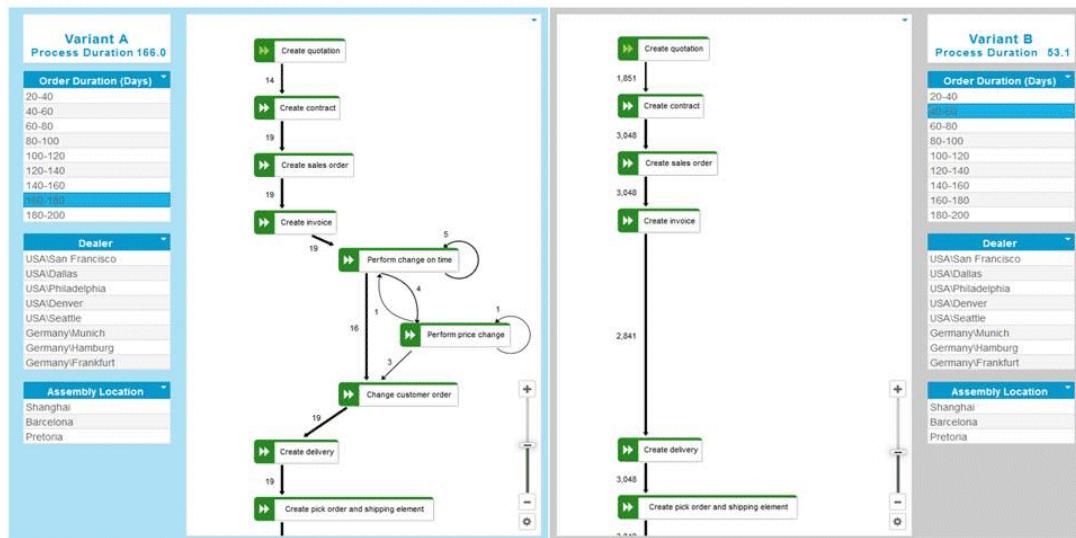 Variant A
Process Duration 166.0
Order Duration (Days)
20-40
40-60
60-80
80-100
100-120
120-140
140-160
160-180
180-200
Dealer
USA\San Francisco
USA\Dallas
USA\Philadelphia
USA\Denver
USA\Seattle
Germany\Munich
Germany\Hamburg
Germany\Frankfurt
Assembly Location
Shanghai
Barcelona
Pretoria
Create quotation
14
Create contract
19
Create sales order
19
Create invoice
19
5
Perform change on time
4
1
16
1
Perform price change
3
Change customer order
19
Create delivery
19
Create pick order and shipping element
Create quotation
1,851
Create contract
3,048
Create sales order
3,048
Create invoice
2,841
Create delivery
3,048
Create pick order and shipping element
Variant B
Process Duration 53.1
Order Duration (Days)
20-40
40-60
60-80
80-100
100-120
120-140
140-160
160-180
180-200
Dealer
USA\San Francisco
USA\Dallas
USA\Philadelphia
USA\Denver
USA\Seattle
Germany\Munich
Germany\Hamburg
Germany\Frankfurt
Assembly Location
Shanghai
Barcelona
Pretoria